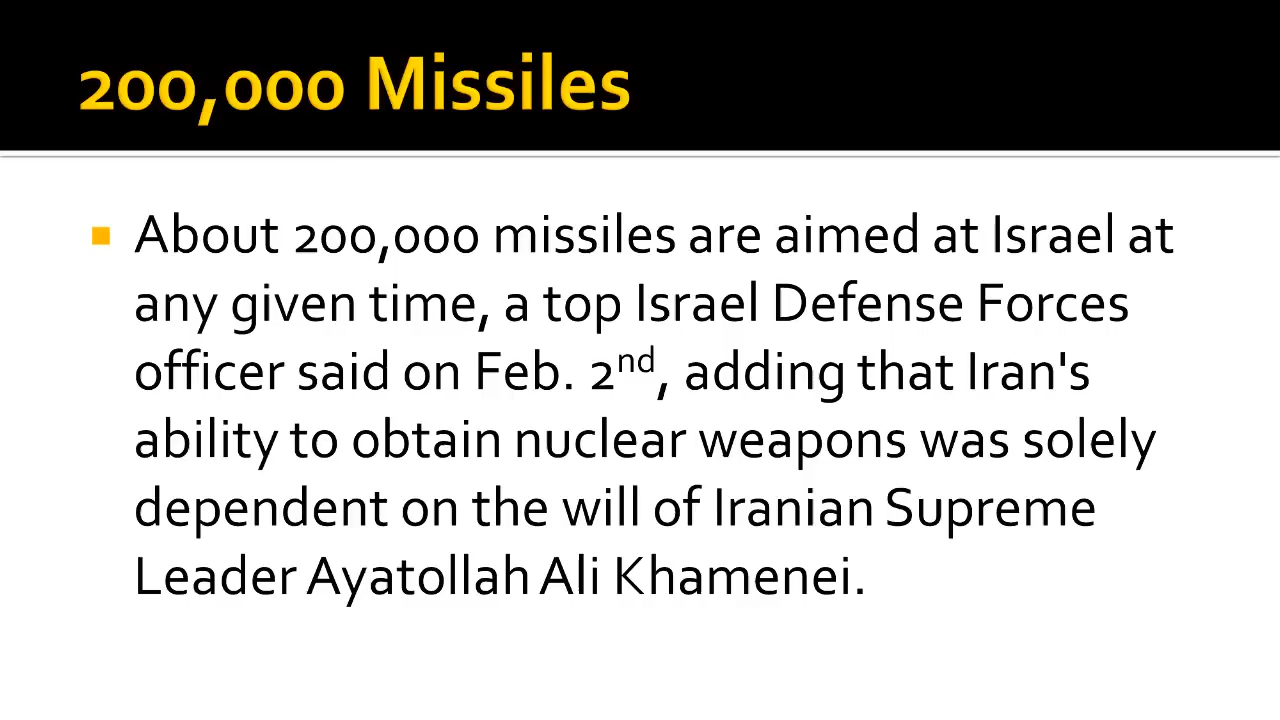 200,000 Missiles
About 200,000 missiles are aimed at Israel at
any given time, a top Israel Defense Forces
officer said on Feb. 2nd, adding that Iran's
ability to obtain nuclear weapons was solely
dependent on the will of Iranian Supreme
Leader Ayatollah Ali Khamenei.